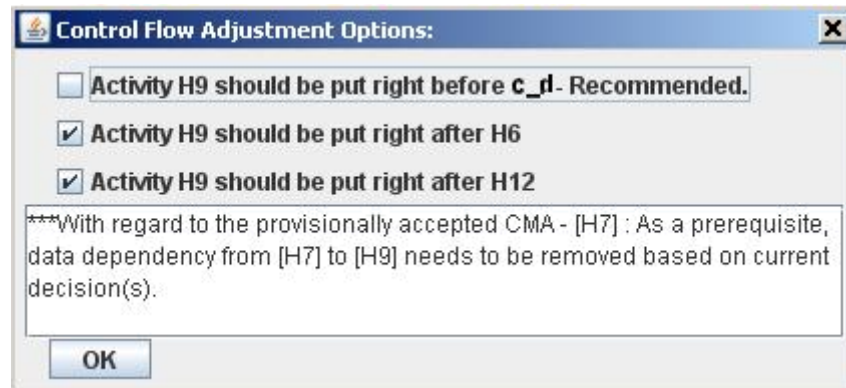 Control Flow Adjustment Options:
Activity H9 should be put right before c_d- Recommended.
Activity H9 should be put right after H6
Activity H9 should be put right after H12
***With regard to the provisionally accepted CMA - [H7] : As a prerequisite,
data dependency from [H7] to [H9] needs to be removed based on current
decision(s).
OK